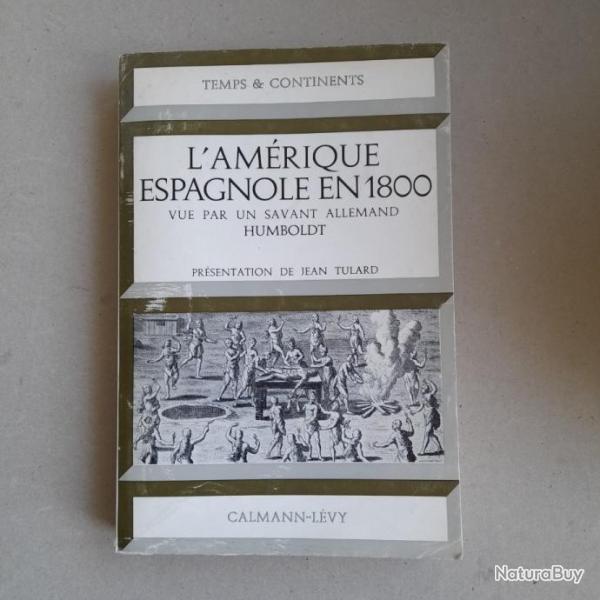 TEMPS & CONTINENTS
L'AMÉRIQUE
ESPAGNOLE EN 1800
VUE PAR UN SAVANT ALLEMAND
HUMBOLDT
PRÉSENTATION DE JEAN TULARD
CALMANN-LÉVY
NaturaBuy